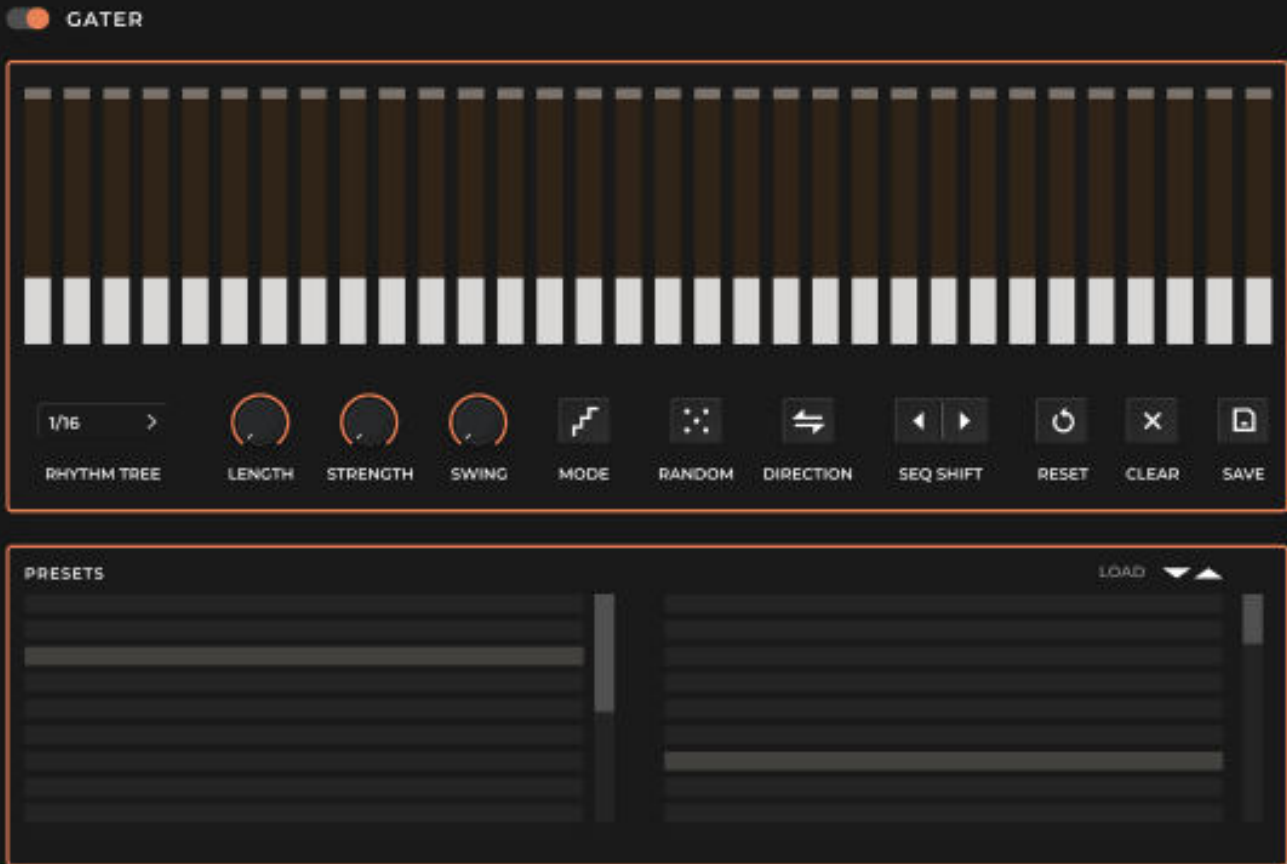 GATER
1/16
RHYTHM TREE LENGTH STRENGTH SWING MODE RANDOM DIRECTION SEQ SHIFT RESET CLEAR SAVE
PRESETS LOAD